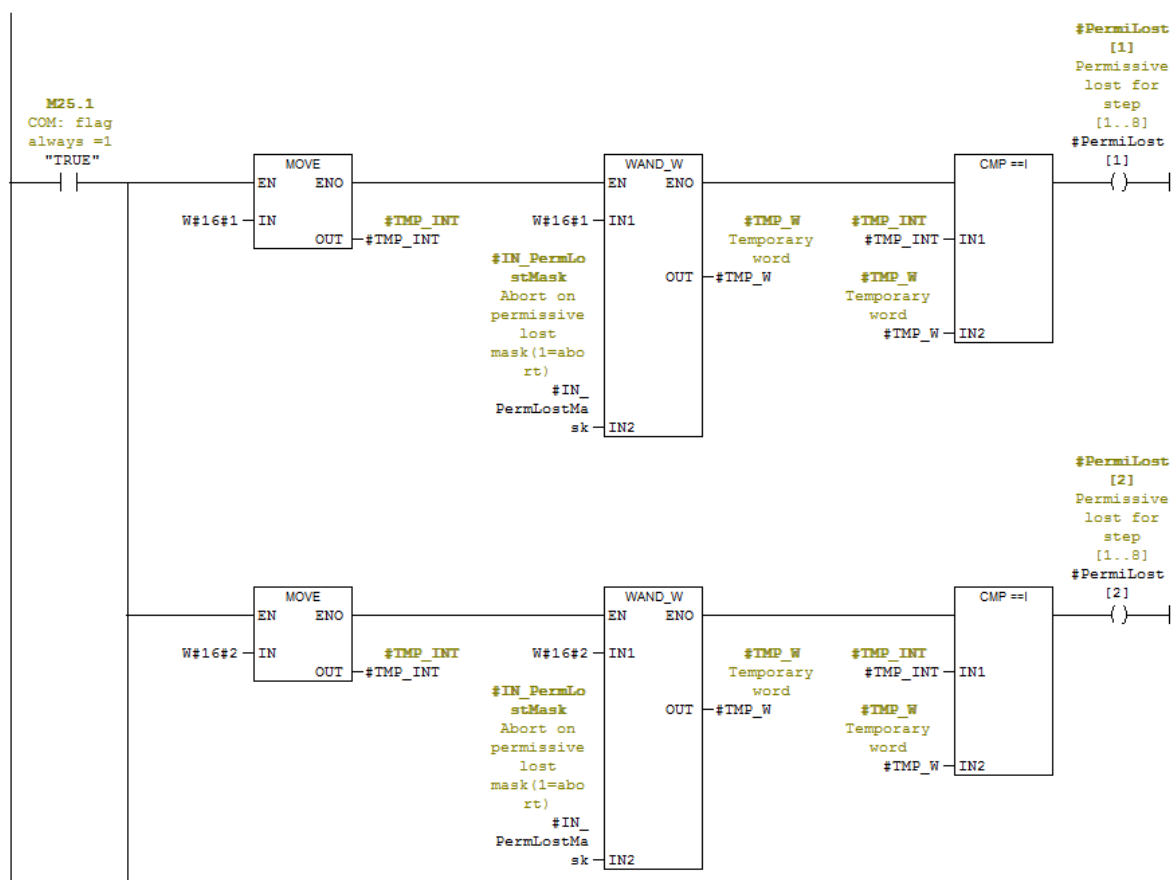 #PermiLost
[1]
Permissive
lost for
step
[1..8]
#PermiLost
[1]
M25.1
COM: flag
always =1
"TRUE"
MOVE
EN ENO
W#16#1 IN
#TMP_INT
OUT #TMP_INT
WAND_W
EN ENO
W#16#1 IN1
#TMP_W
Temporary
word
OUT #TMP_W
#IN_PermLo
stMask
Abort on
permissive
lost
mask(1=abo
rt)
#IN_
PermLostMa
sk IN2
CMP ==I
#TMP_INT
#TMP_INT IN1
#TMP_W
Temporary
word
#TMP_W IN2
#PermiLost
[2]
Permissive
lost for
step
[1..8]
#PermiLost
[2]
MOVE
EN ENO
W#16#2 IN
#TMP_INT
OUT #TMP_INT
WAND_W
EN ENO
W#16#2 IN1
#TMP_W
Temporary
word
OUT #TMP_W
#IN_PermLo
stMask
Abort on
permissive
lost
mask(1=abo
rt)
#IN_
PermLostMa
sk IN2
CMP ==I
#TMP_INT
#TMP_INT IN1
#TMP_W
Temporary
word
#TMP_W IN2